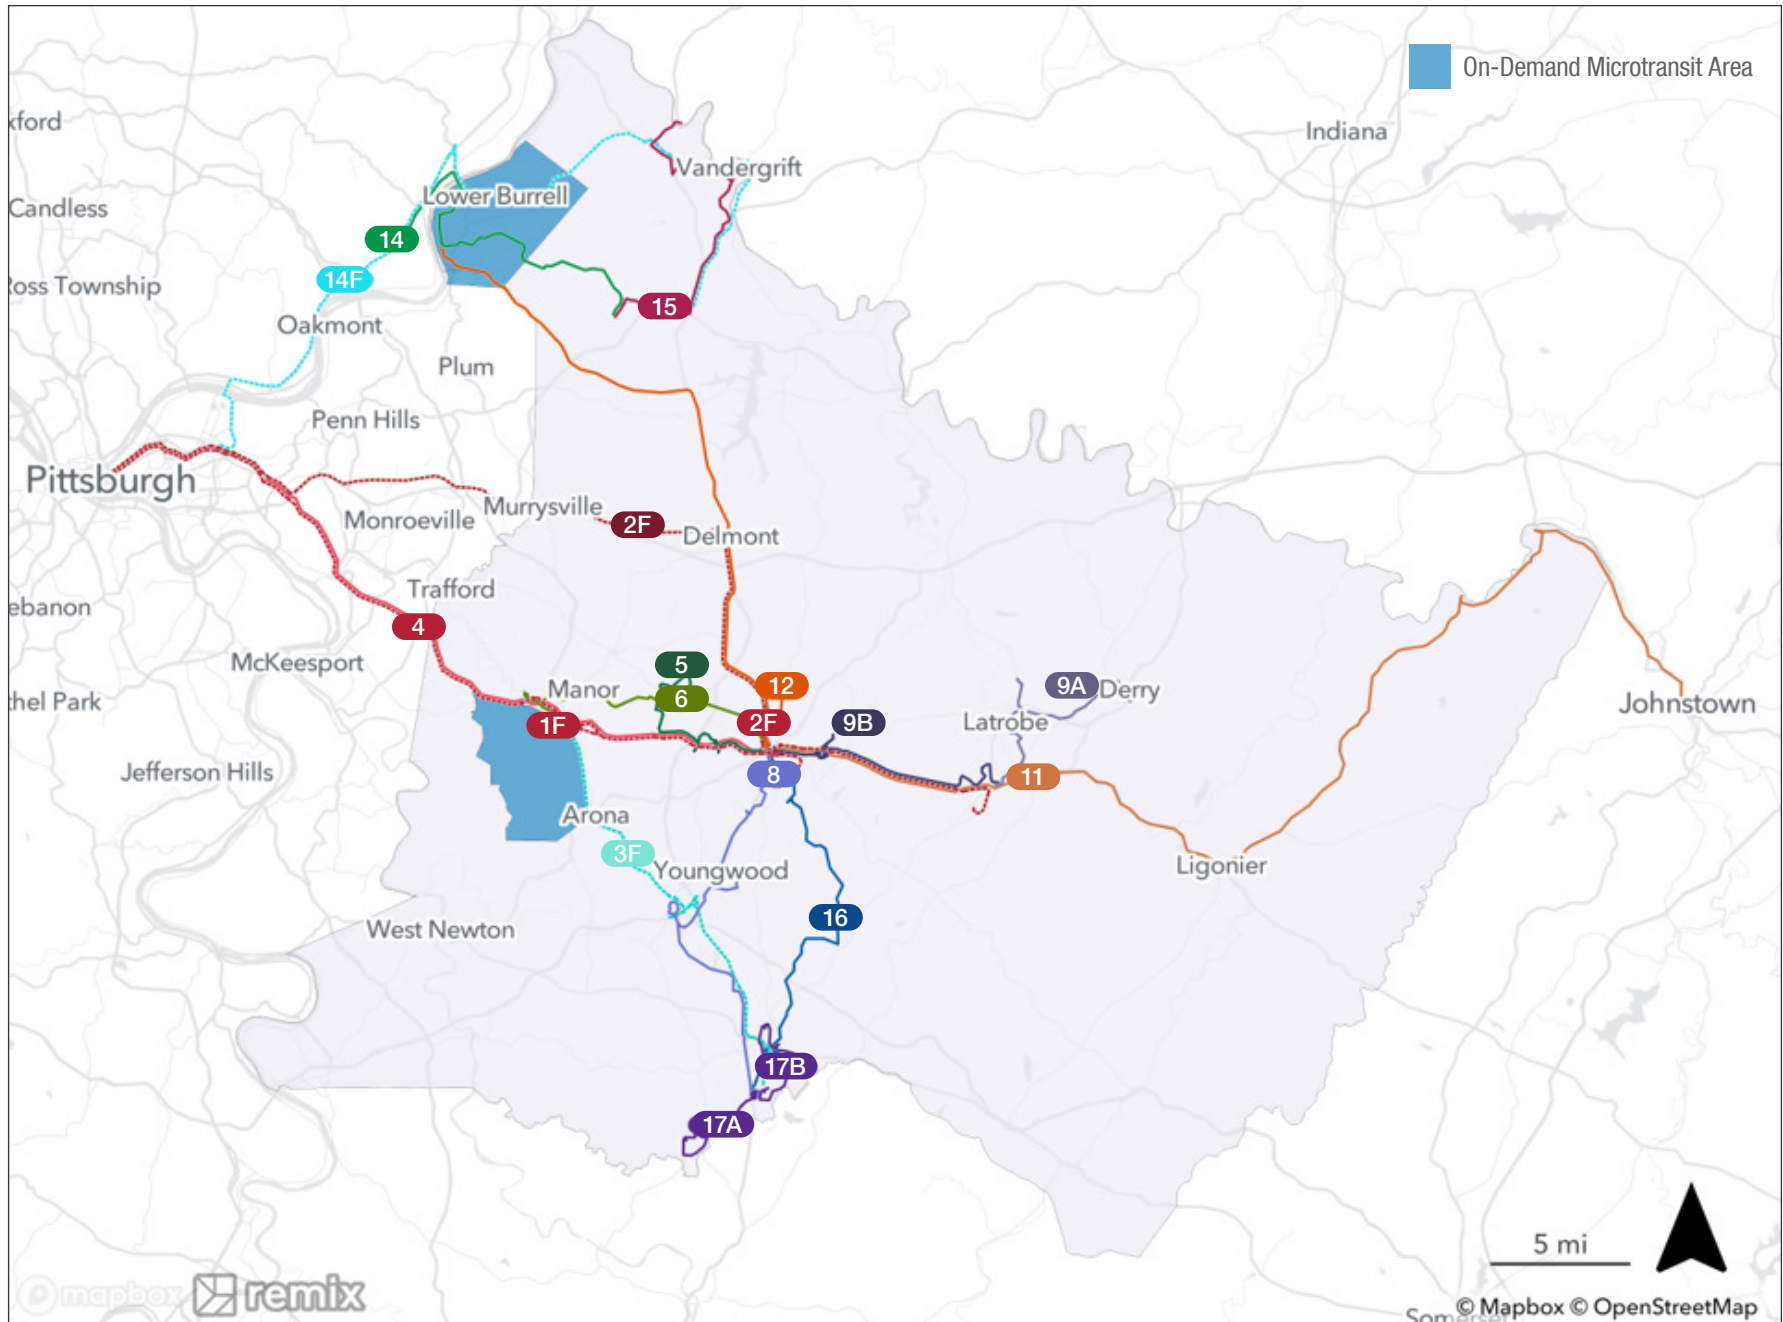 On-Demand Microtransit Area
xford
Indiana
Vandergrift
Lower Burrell
Candless
14
14F
Ross Township
15
Oakmont
Plum
Penn Hills
Pittsburgh
Murrysville
Monroeville
2F
Delmont
Trafford
ebanon
4
McKeesport
5
Manor
6
12
9A
Derry
thel Park
Johnstown
1F
2F
9B
Latrobe
Jefferson Hills
8
11
Arona
3F
Youngwood
Ligonier
16
West Newton
17B
17A
5 mi
mapbox
remix
© Mapbox © OpenStreetMap